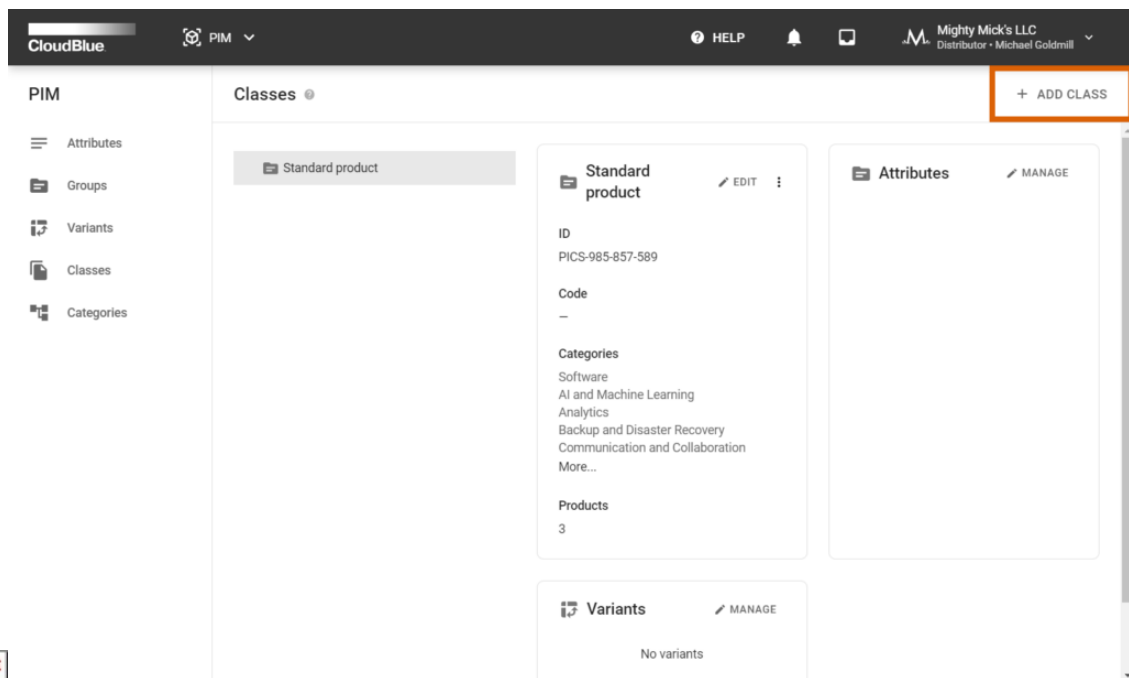 CloudBlue
PIM
HELP
Mighty Mick's LLC
Distributor • Michael Goldmill
PIM
Classes
+ ADD CLASS
Attributes
Groups
Variants
Classes
Categories
Standard product
Standard
product
EDIT
ID
PICS-985-857-589
Code
–
Categories
Software
AI and Machine Learning
Analytics
Backup and Disaster Recovery
Communication and Collaboration
More...
Products
3
Attributes
MANAGE
Variants
MANAGE
No variants